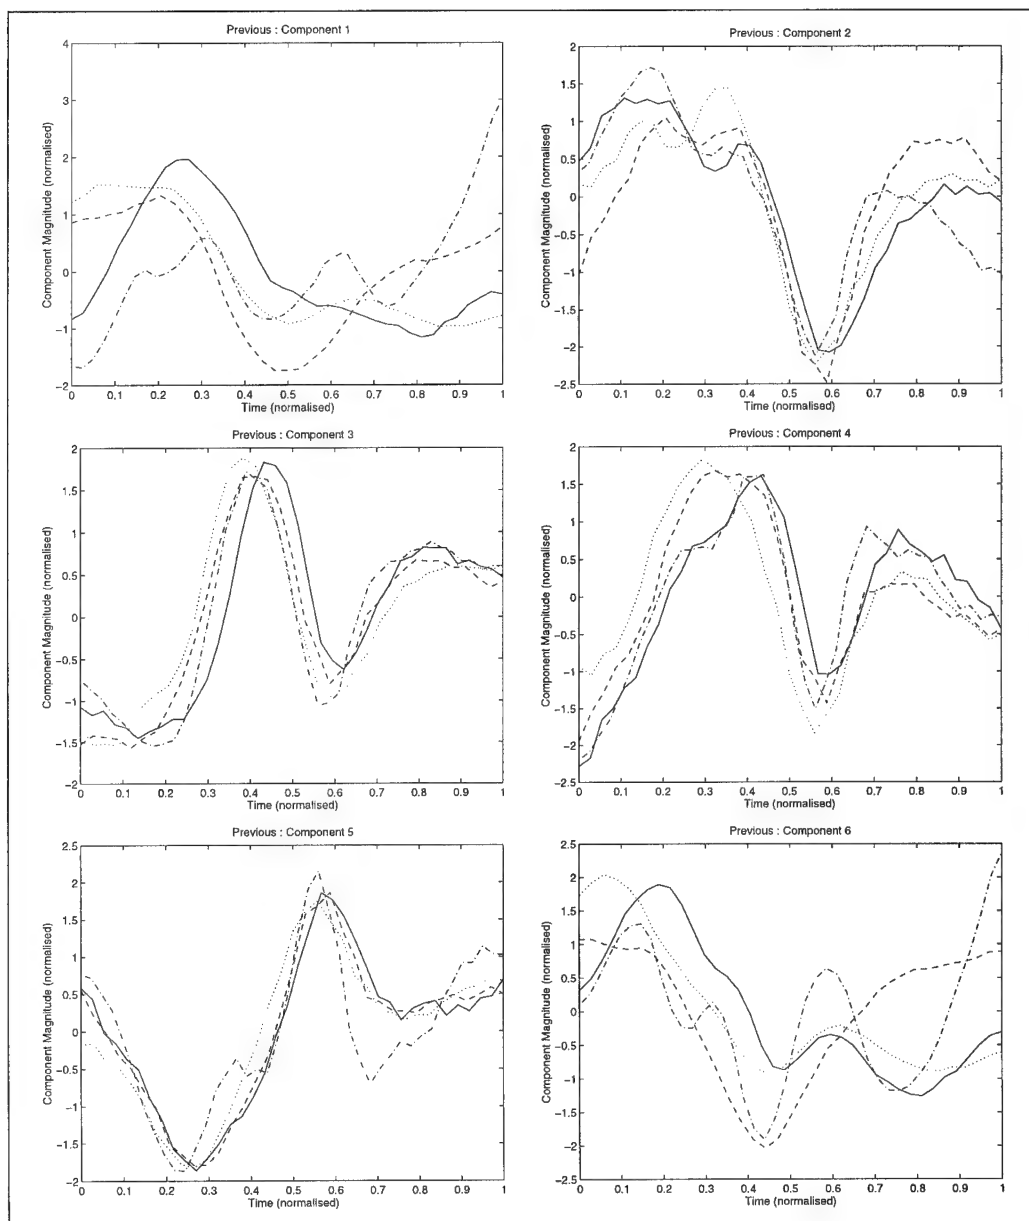 Previous : Component 1
4
3
2
1
0
-1
-2
Component Magnitude (normalised)
0 0.1 0.2 0.3 0.4 0.5 0.6 0.7 0.8 0.9 1
Time (normalised)
Previous : Component 2
2
1.5
1
0.5
0
-0.5
-1
-1.5
-2
-2.5
Component Magnitude (normalised)
0 0.1 0.2 0.3 0.4 0.5 0.6 0.7 0.8 0.9 1
Time (normalised)
Previous : Component 3
2
1.5
1
0.5
0
-0.5
-1
-1.5
-2
Component Magnitude (normalised)
0 0.1 0.2 0.3 0.4 0.5 0.6 0.7 0.8 0.9 1
Time (normalised)
Previous : Component 4
2
1.5
1
0.5
0
-0.5
-1
-1.5
-2
-2.5
Component Magnitude (normalised)
0 0.1 0.2 0.3 0.4 0.5 0.6 0.7 0.8 0.9 1
Time (normalised)
Previous : Component 5
2.5
2
1.5
1
0.5
0
-0.5
-1
-1.5
-2
Component Magnitude (normalised)
0 0.1 0.2 0.3 0.4 0.5 0.6 0.7 0.8 0.9 1
Time (normalised)
Previous : Component 6
2.5
2
1.5
1
0.5
0
-0.5
-1
-1.5
-2
-2.5
Component Magnitude (normalised)
0 0.1 0.2 0.3 0.4 0.5 0.6 0.7 0.8 0.9 1
Time (normalised)